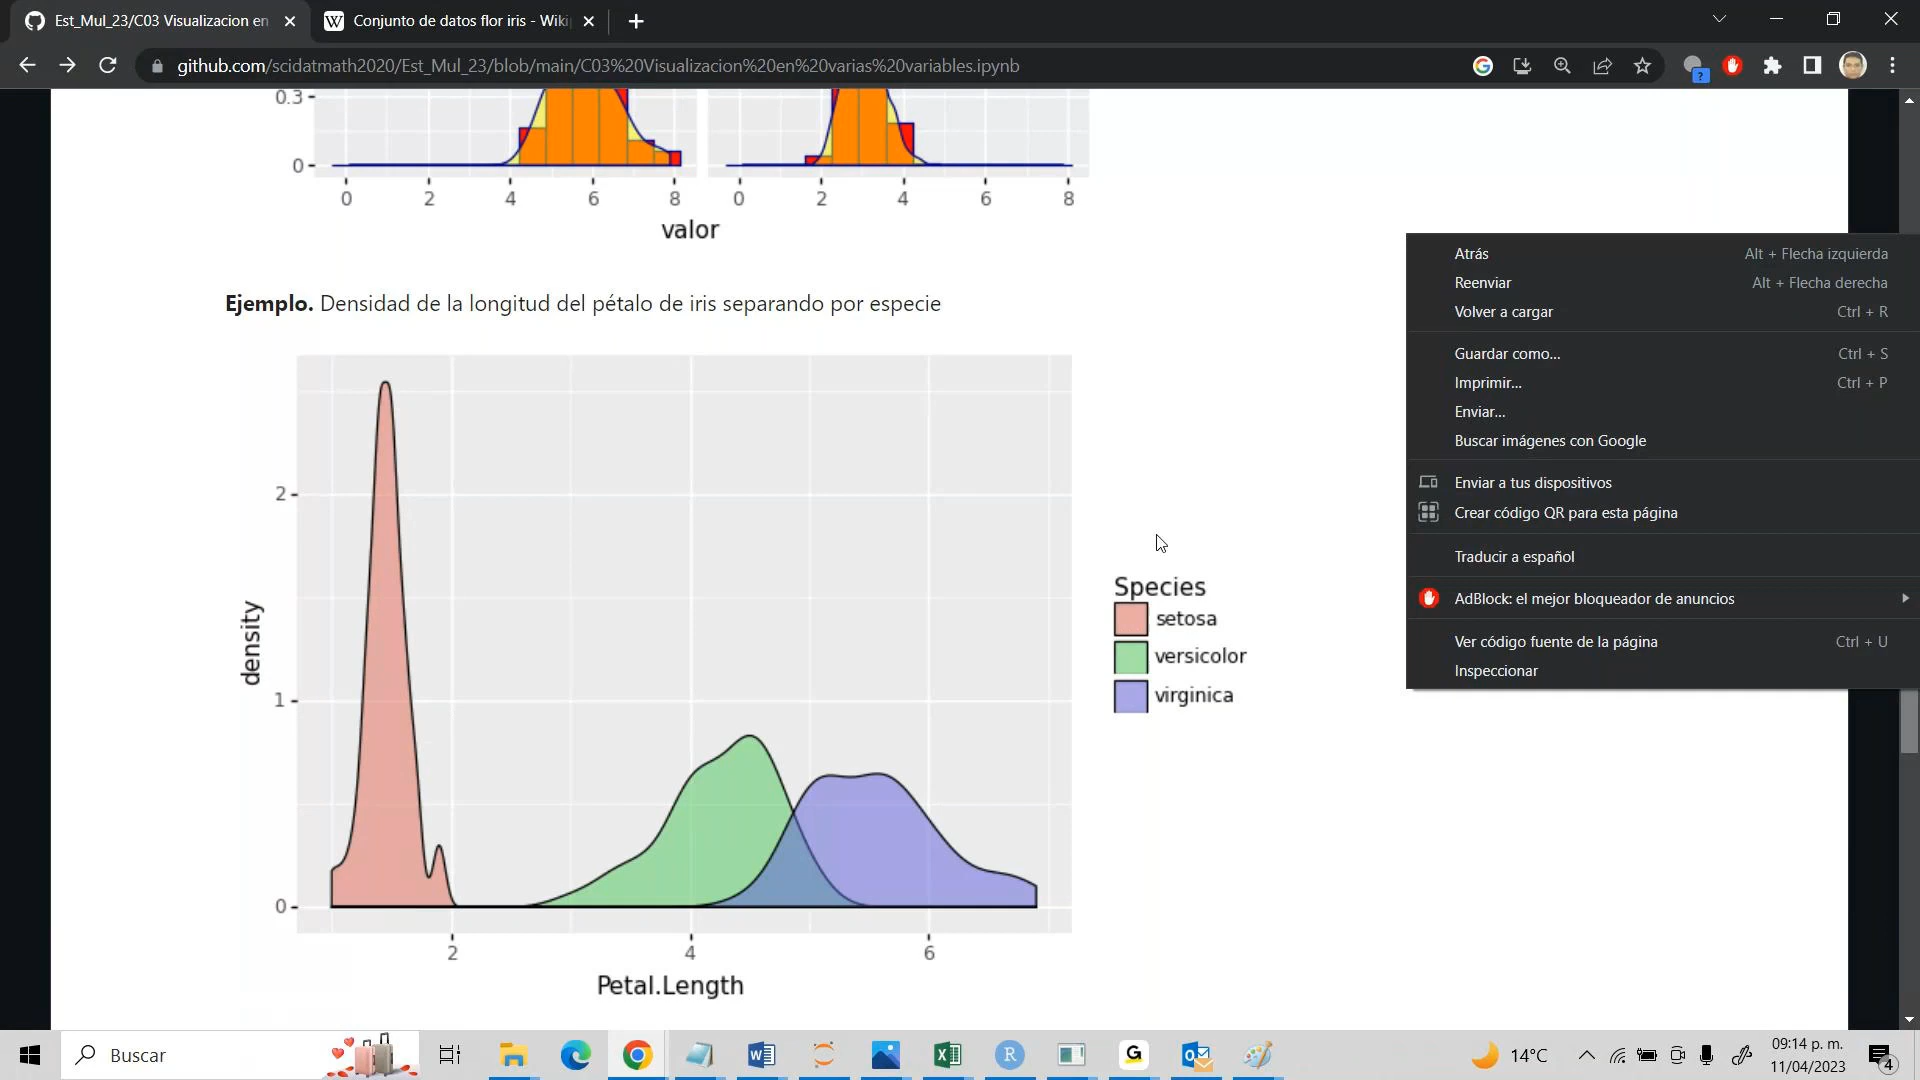 Est_Mul_23/C03 Visualizacion en
Conjunto de datos flor iris - Wiki
github.com/scidatmath2020/Est_Mul_23/blob/main/C03%20Visualizacion%20en%20varias%20variables.ipynb
0.3
0
0 2 4 6 8 0 2 4 6 8
valor
Ejemplo. Densidad de la longitud del pétalo de iris separando por especie
2
1
0
density
2 4 6
Petal.Length
Species
setosa
versicolor
virginica
Atrás Alt + Flecha izquierda
Reenviar Alt + Flecha derecha
Volver a cargar Ctrl + R
Guardar como... Ctrl + S
Imprimir... Ctrl + P
Enviar...
Buscar imágenes con Google
Enviar a tus dispositivos
Crear código QR para esta página
Traducir a español
AdBlock: el mejor bloqueador de anuncios
Ver código fuente de la página Ctrl + U
Inspeccionar
Buscar
14°C
09:14 p. m.
11/04/2023
4